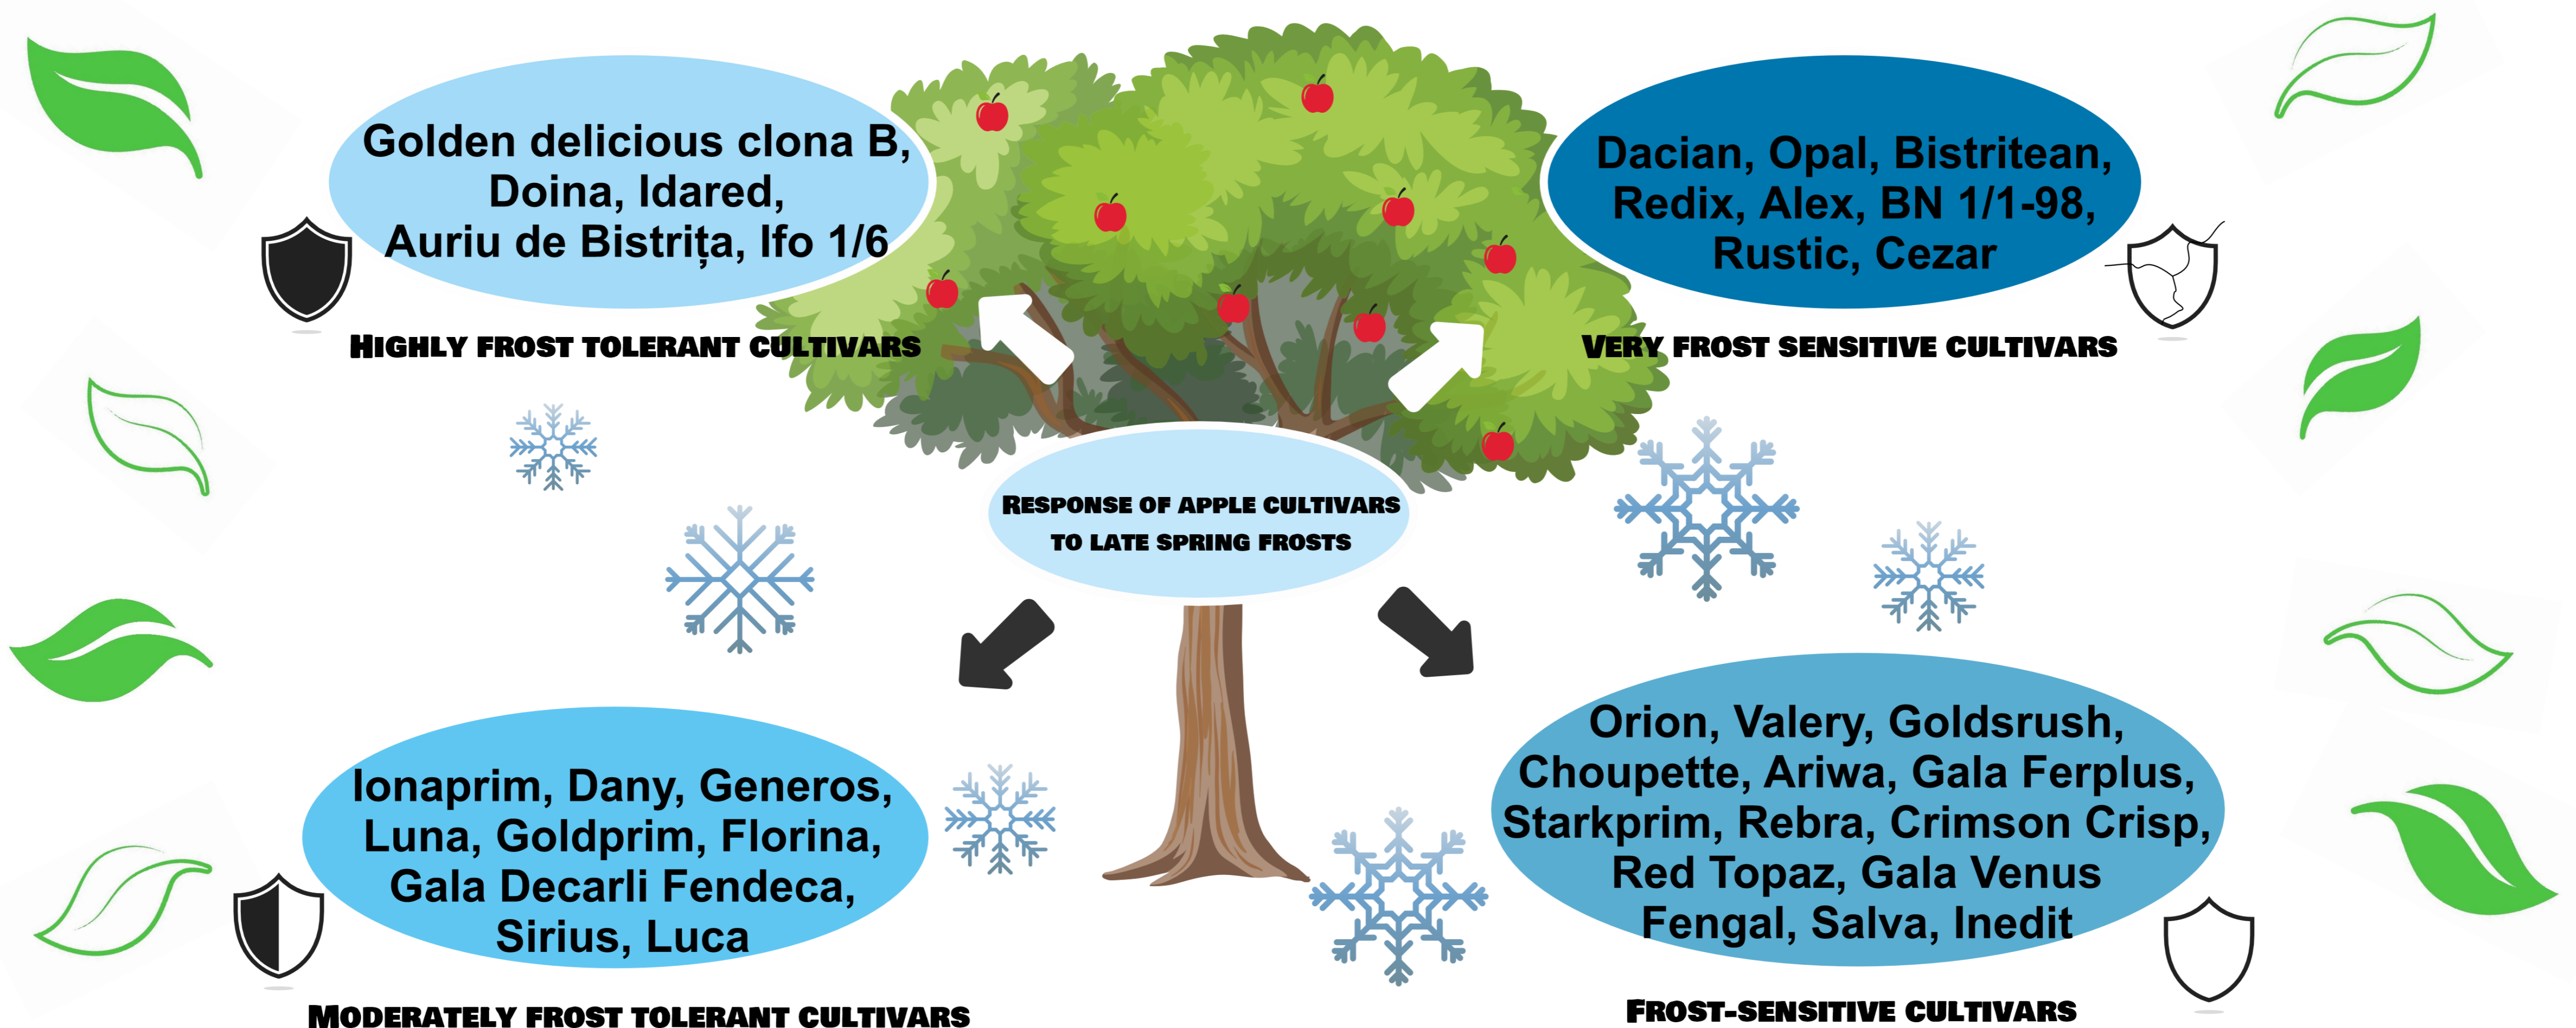 Golden delicious clona B,
Doina, Idared,
Auriu de Bistrița, Ifo 1/6
HIGHLY FROST TOLERANT CULTIVARS
Dacian, Opal, Bistritean,
Redix, Alex, BN 1/1-98,
Rustic, Cezar
VERY FROST SENSITIVE CULTIVARS
RESPONSE OF APPLE CULTIVARS
TO LATE SPRING FROSTS
Ionaprim, Dany, Generos,
Luna, Goldprim, Florina,
Gala Decarli Fendeca,
Sirius, Luca
MODERATELY FROST TOLERANT CULTIVARS
Orion, Valery, Goldsrush,
Choupette, Ariwa, Gala Ferplus,
Starkprim, Rebra, Crimson Crisp,
Red Topaz, Gala Venus
Fengal, Salva, Inedit
FROST-SENSITIVE CULTIVARS